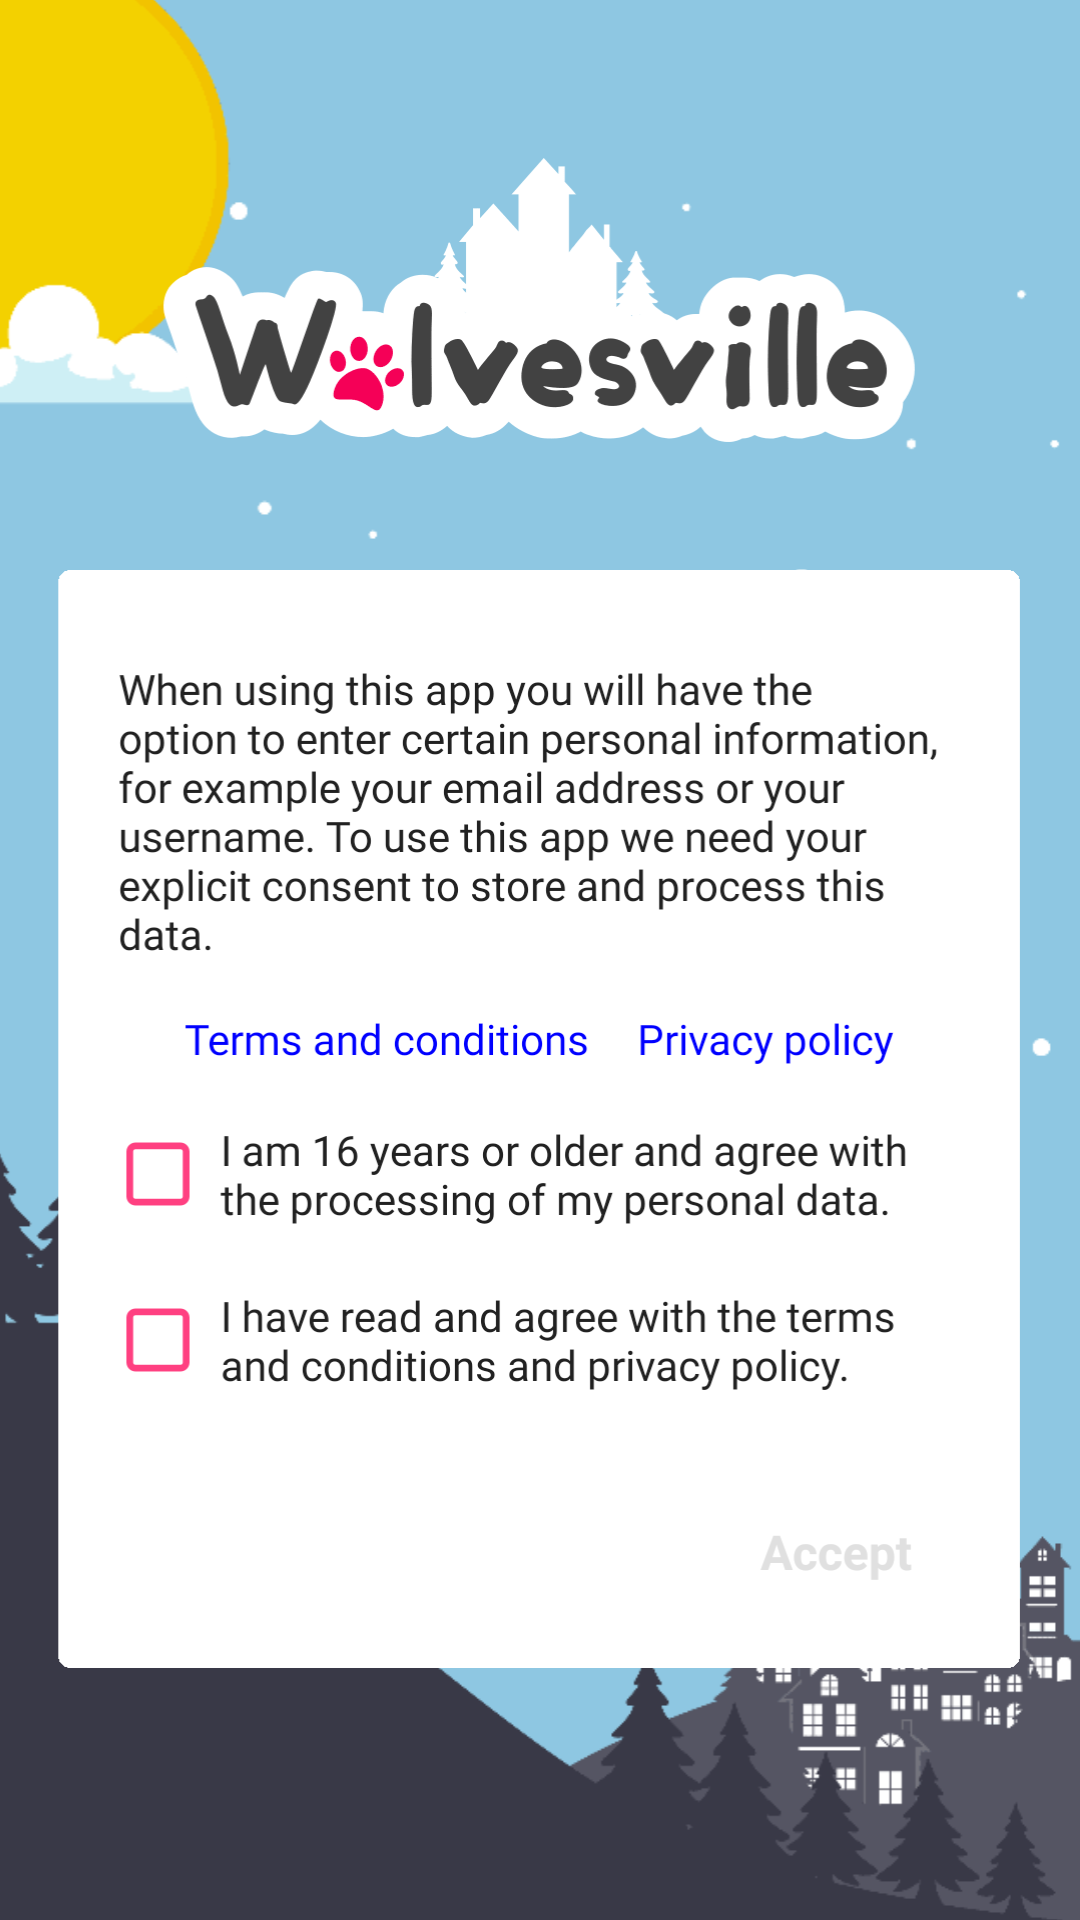 Wolvesville
When using this app you will have the
option to enter certain personal information,
for example your email address or your
username. To use this app we need your
explicit consent to store and process this
data.
Terms and conditions Privacy policy
I am 16 years or older and agree with
the processing of my personal data.
I have read and agree with the terms
and conditions and privacy policy.
Accept